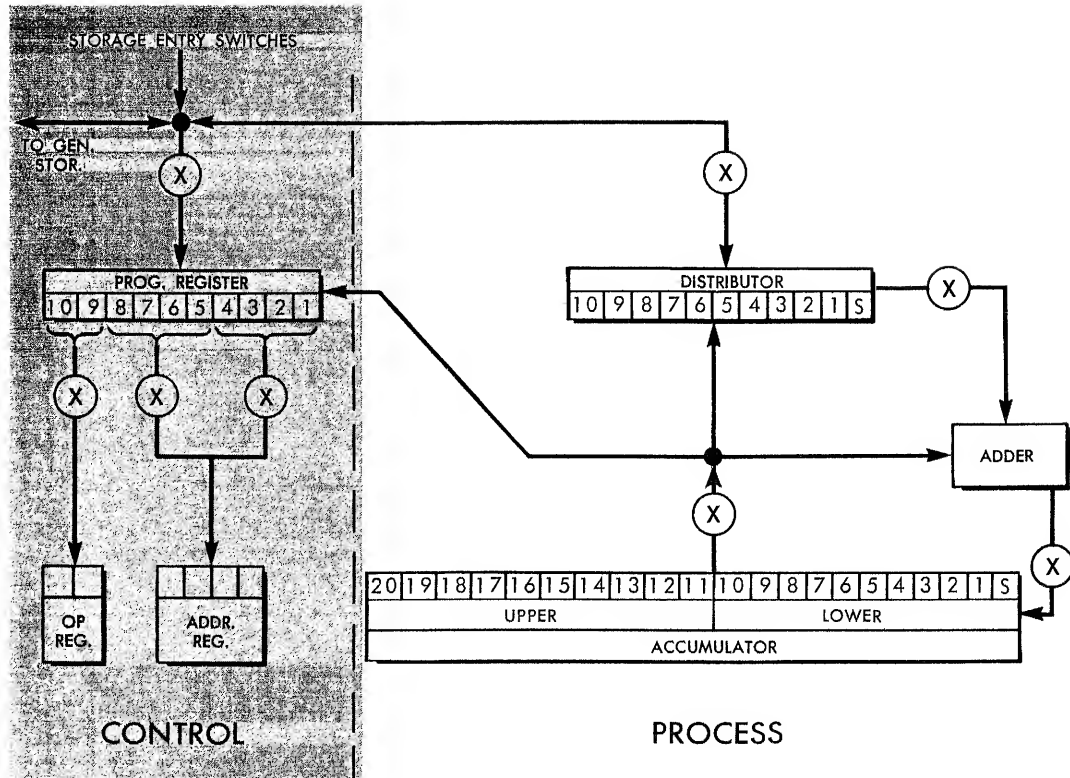 STORAGE ENTRY SWITCHES
TO GEN.
STOR.
X
X
PROG. REGISTER
10 9 8 7 6 5 4 3 2 1
DISTRIBUTOR
10 9 8 7 6 5 4 3 2 1 S
X
X
X
X
ADDER
X
X
20 19 18 17 16 15 14 13 12 11 10 9 8 7 6 5 4 3 2 1 S
UPPER
LOWER
ACCUMULATOR
OP
REG.
ADDR.
REG.
CONTROL
PROCESS